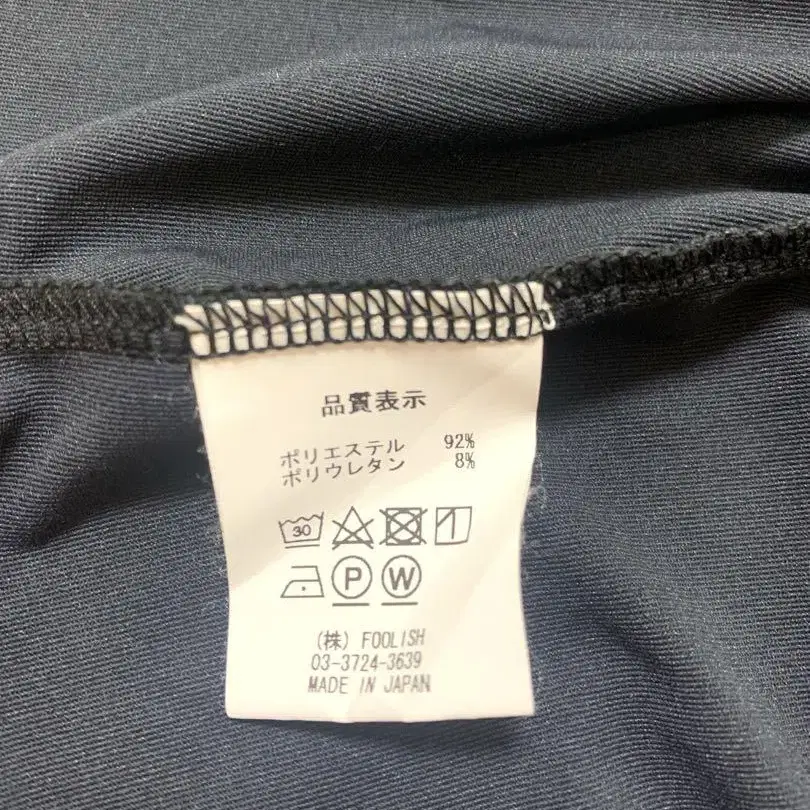 品質表示
ポリエステル 92%
ポリウレタン 8%
30
P W
(株) FOOLISH
03-3724-3639
MADE IN JAPAN